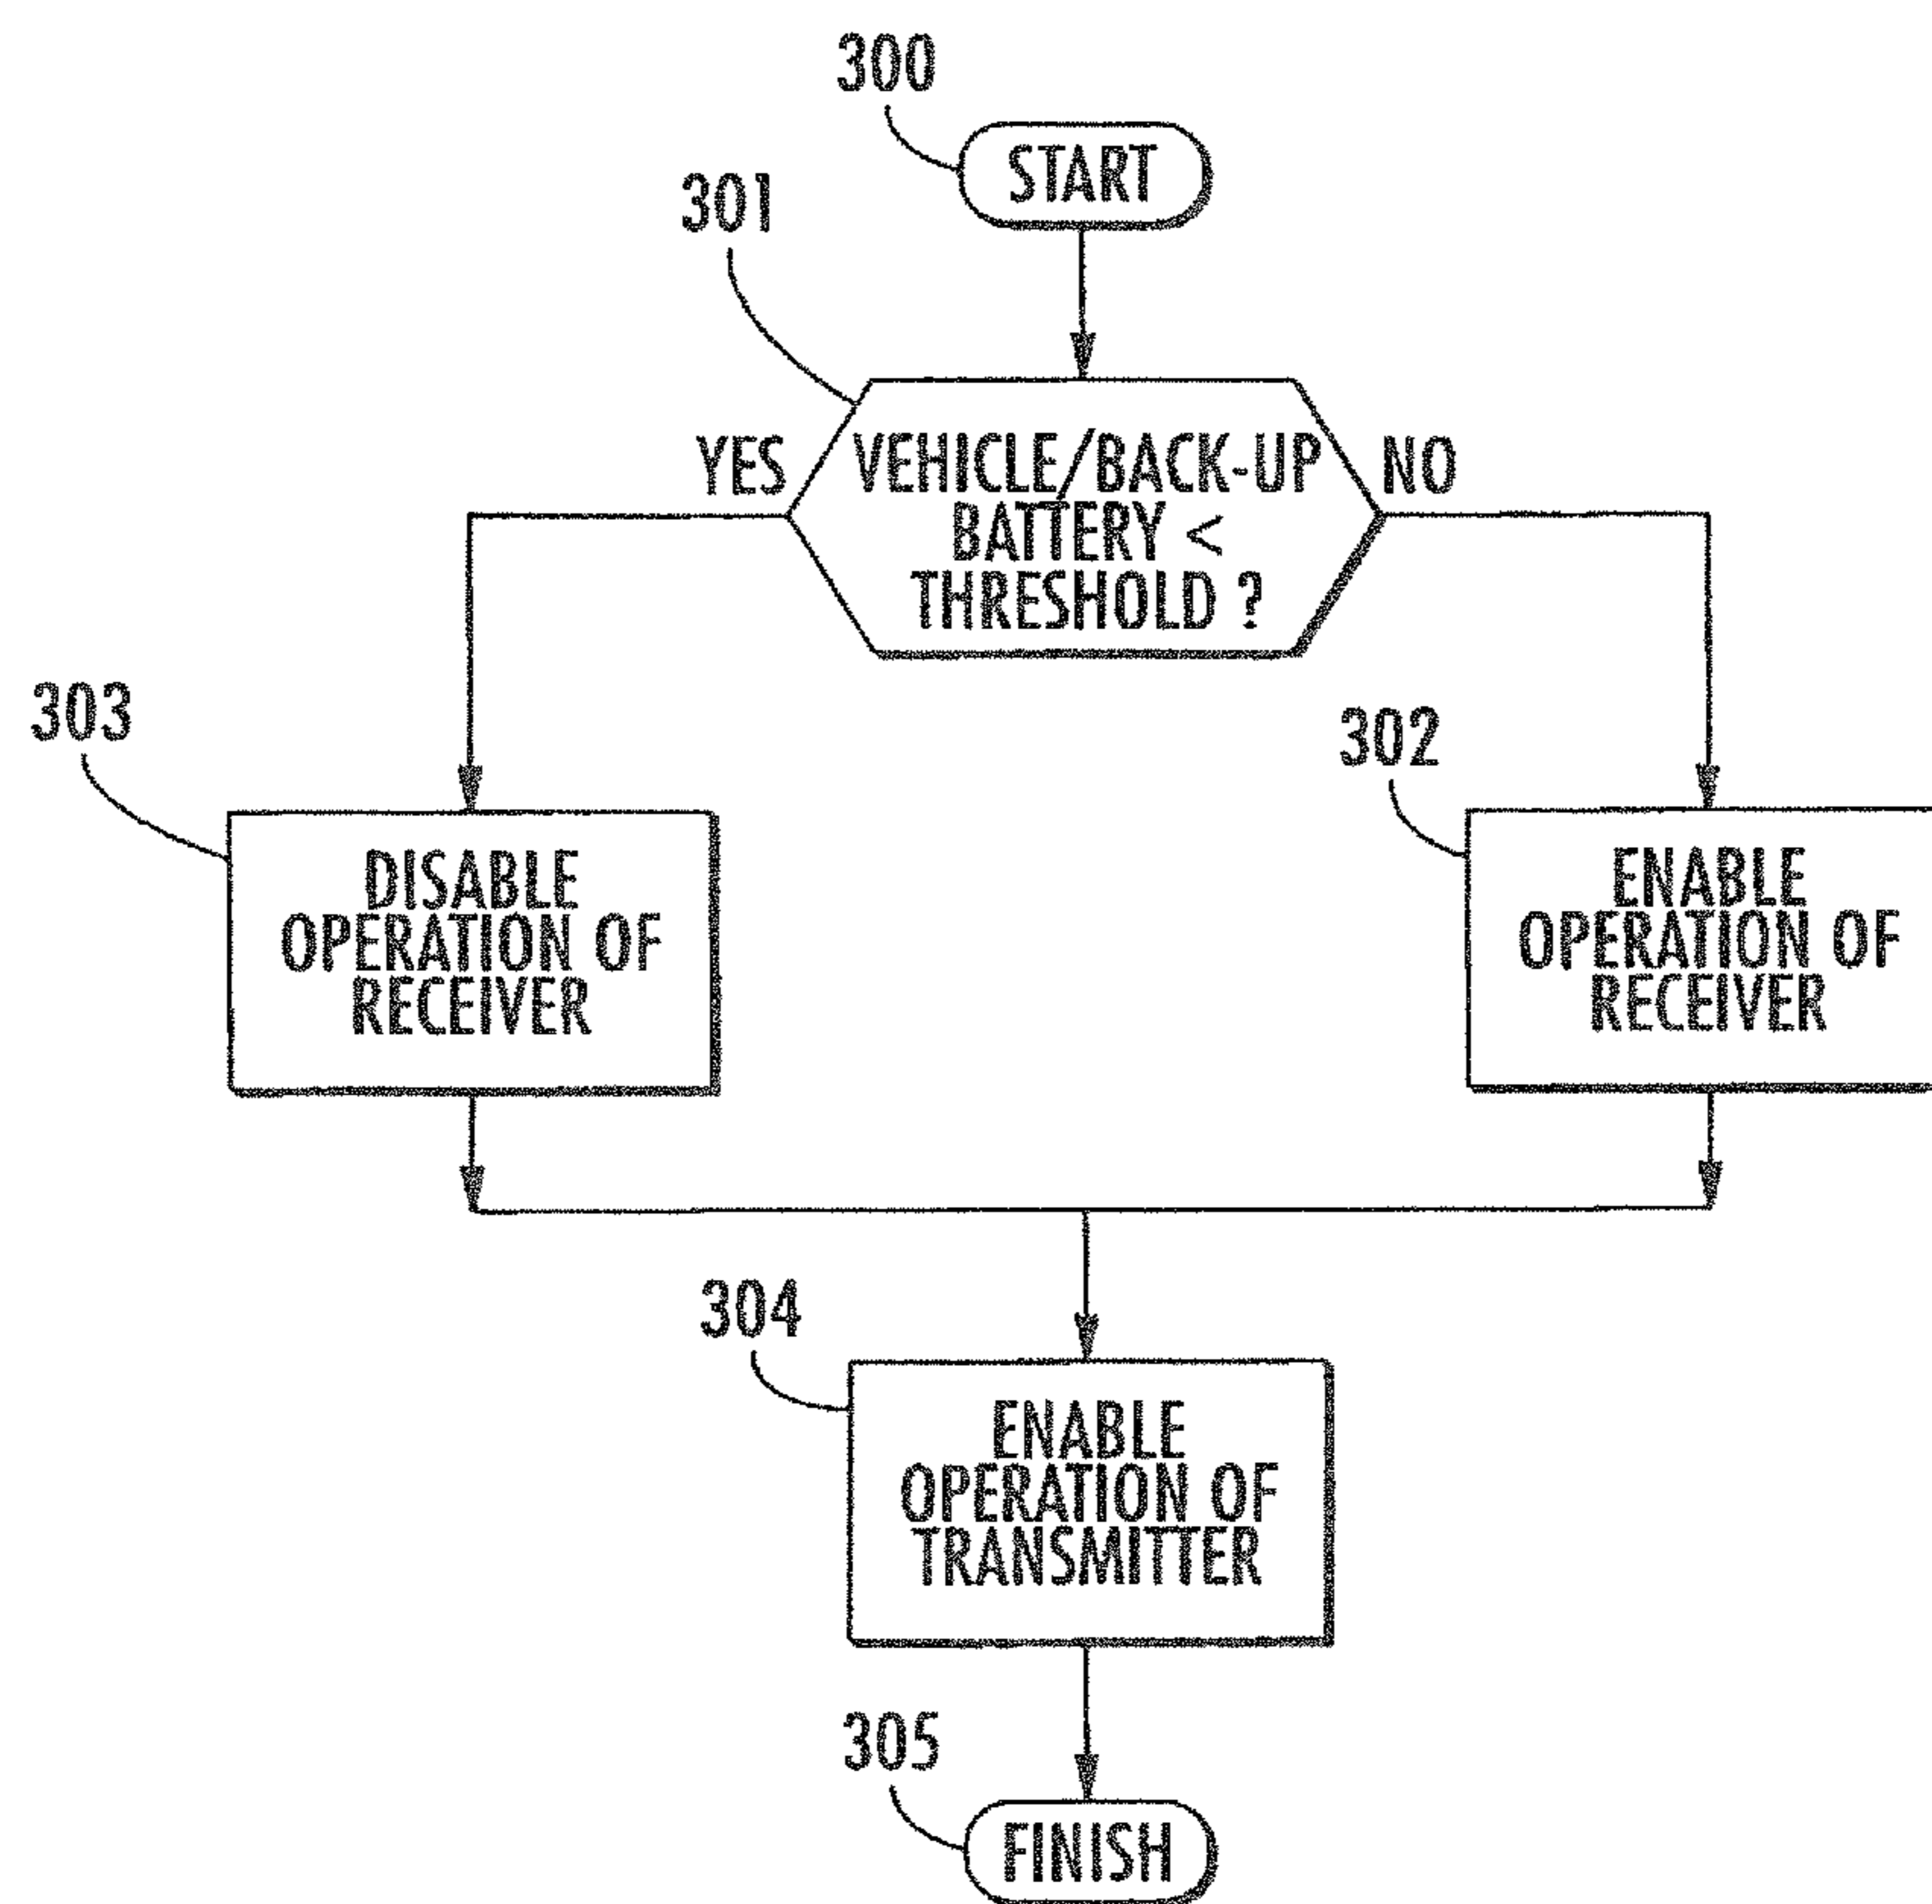 300
START
301
YES
VEHICLE/BACK-UP
BATTERY <
THRESHOLD ?
NO
303
DISABLE
OPERATION OF
RECEIVER
302
ENABLE
OPERATION OF
RECEIVER
304
ENABLE
OPERATION OF
TRANSMITTER
305
FINISH